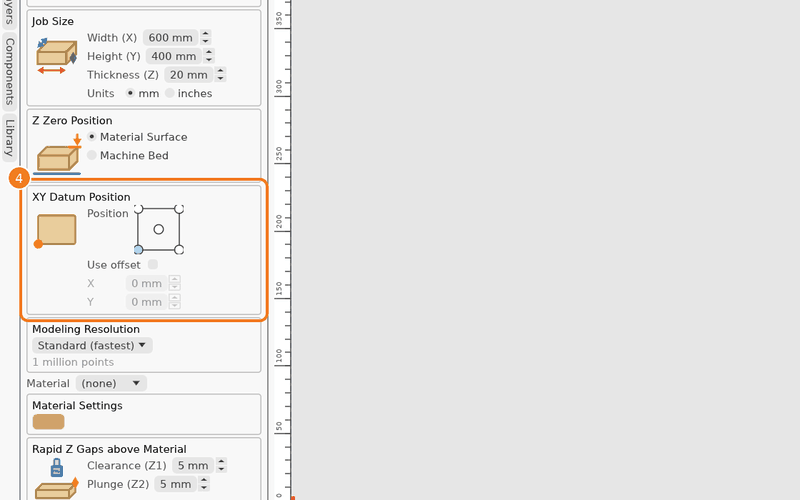 yers
Components
Library
Job Size
Width (X) 600 mm
Height (Y) 400 mm
Thickness (Z) 20 mm
Units mm inches
Z Zero Position
Material Surface
Machine Bed
4
XY Datum Position
Position
Use offset
X 0 mm
Y 0 mm
Modeling Resolution
Standard (fastest)
1 million points
Material (none)
Material Settings
Rapid Z Gaps above Material
Clearance (Z1) 5 mm
Plunge (Z2) 5 mm
350
300
250
200
150
100
50
0